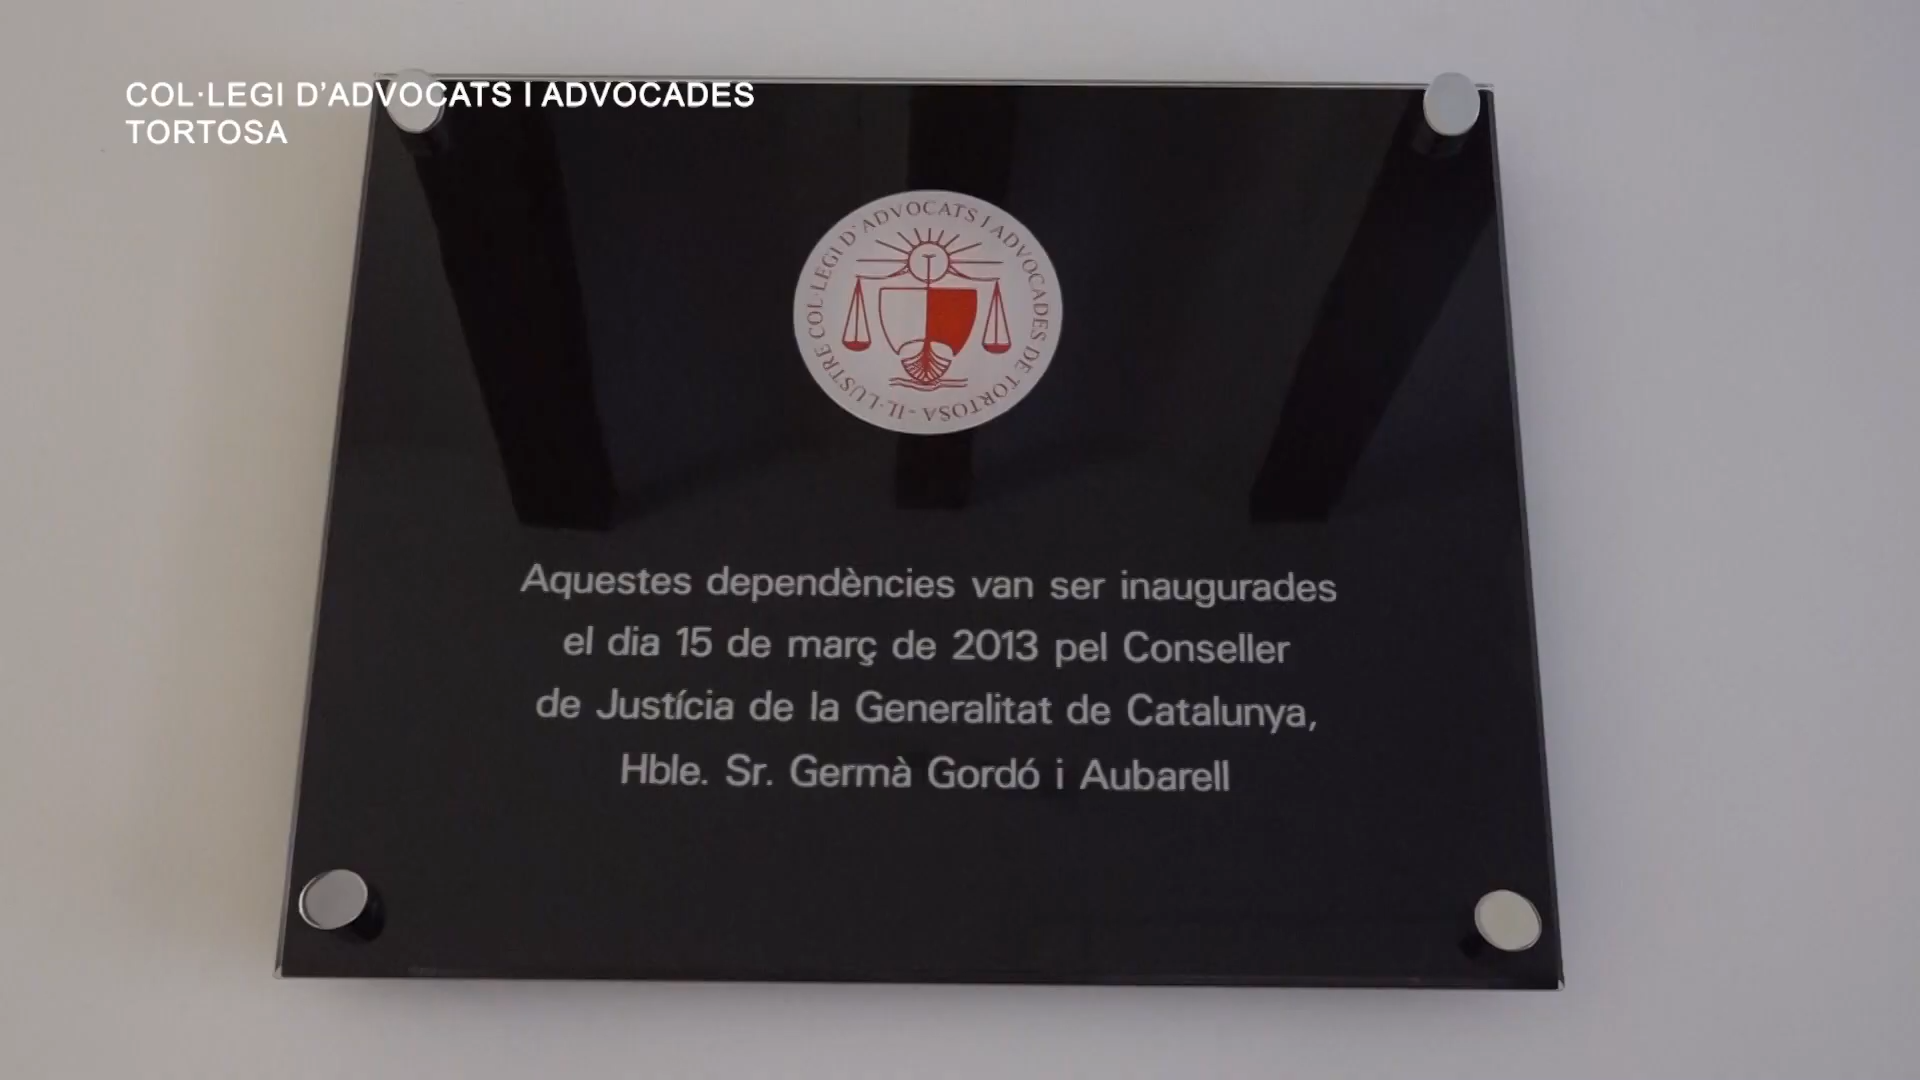 COL·LEGI D'ADVOCATS I ADVOCADES
TORTOSA
IL·LUSTRE COL·LEGI D'ADVOCATS I ADVOCADES DE TORTOSA -
Aquestes dependències van ser inaugurades
el dia 15 de març de 2013 pel Conseller
de Justícia de la Generalitat de Catalunya,
Hble. Sr. Germà Gordó i Aubarell